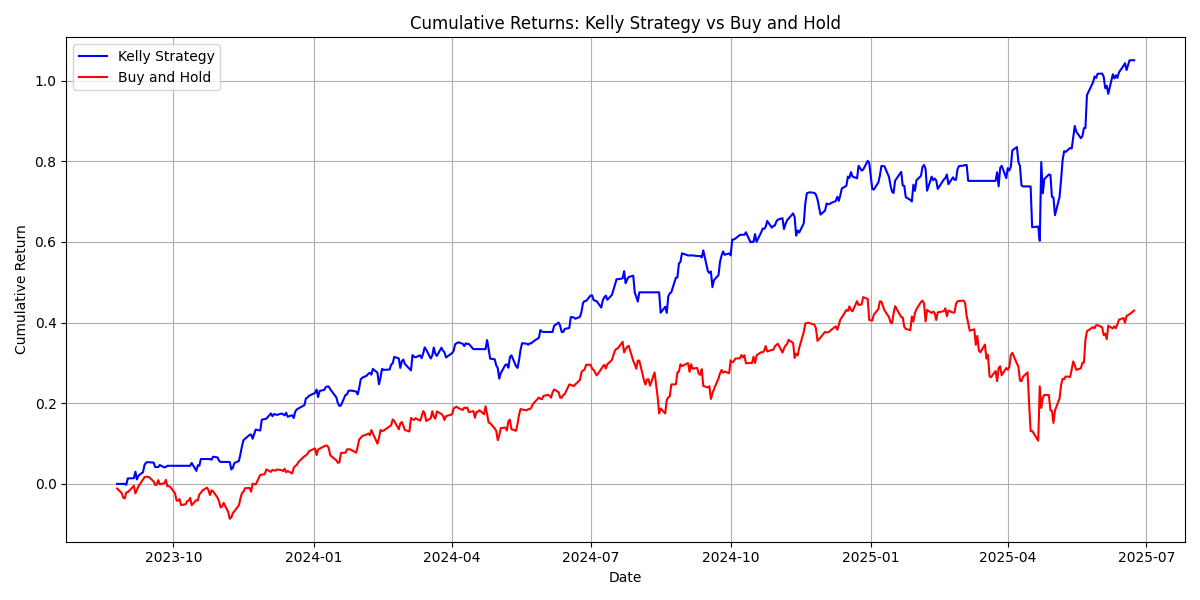 Cumulative Returns: Kelly Strategy vs Buy and Hold
Kelly Strategy
Buy and Hold
Cumulative Return
1.0
0.8
0.6
0.4
0.2
0.0
2023-10
2024-01
2024-04
2024-07
2024-10
2025-01
2025-04
2025-07
Date